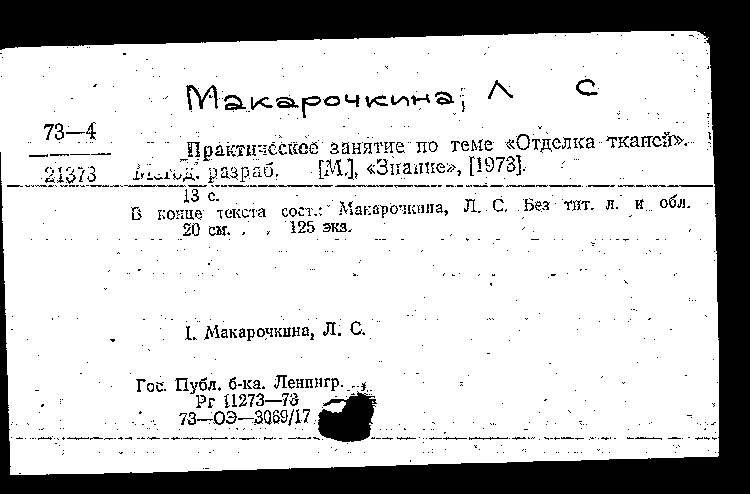 Макарочкина, Л С
73—4
21373
Практическое занятие по теме «Отделка тканей».
Метод. разраб. [М.], «Знание», [1973].
13 с.
В конце текста сост.: Макарочкина, Л. С. Без тит. л. и обл.
20 см. 125 экз.
I. Макарочкина, Л. С.
Гос. Публ. б-ка. Ленингр.
Рг 11273—73
73—ОЭ—3069/17